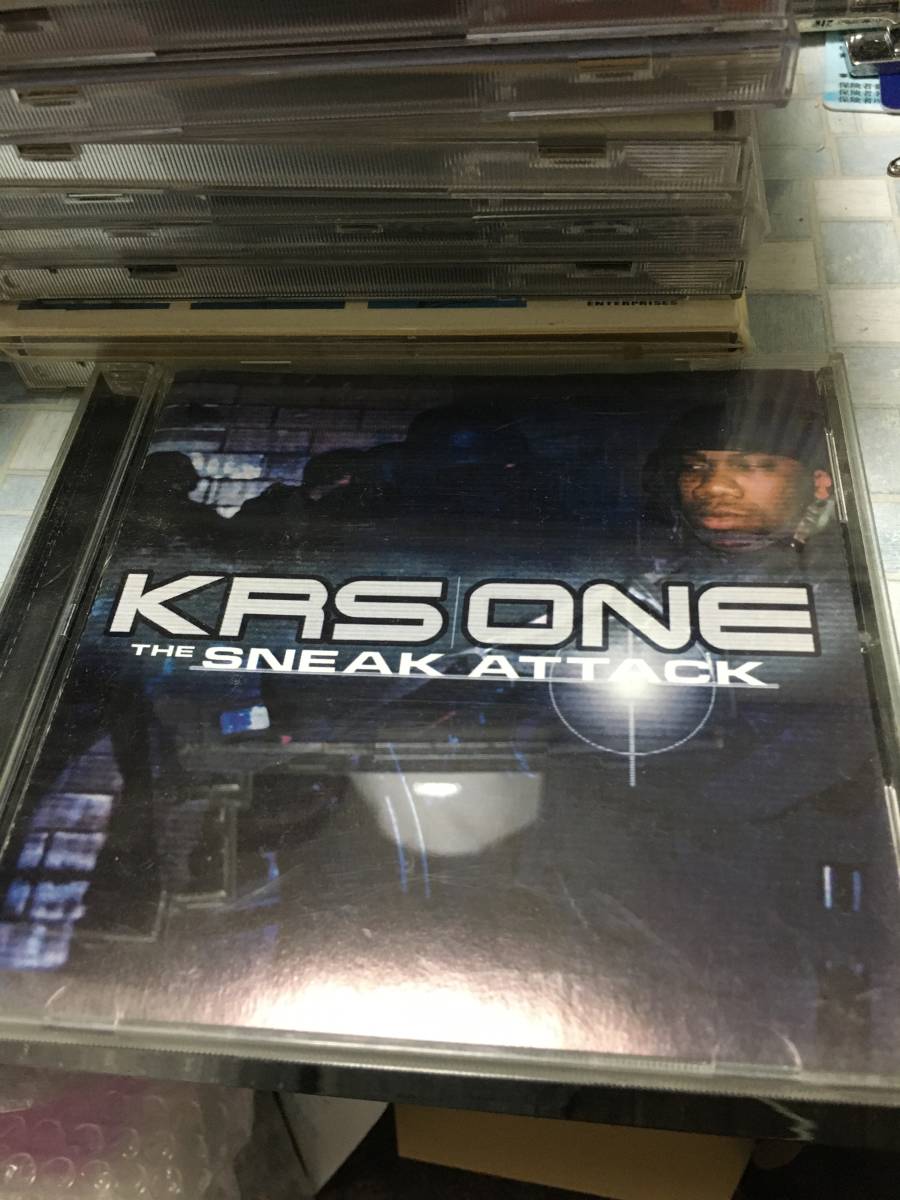 ENTERPRISES
KRS ONE
THE SNEAK ATTACK